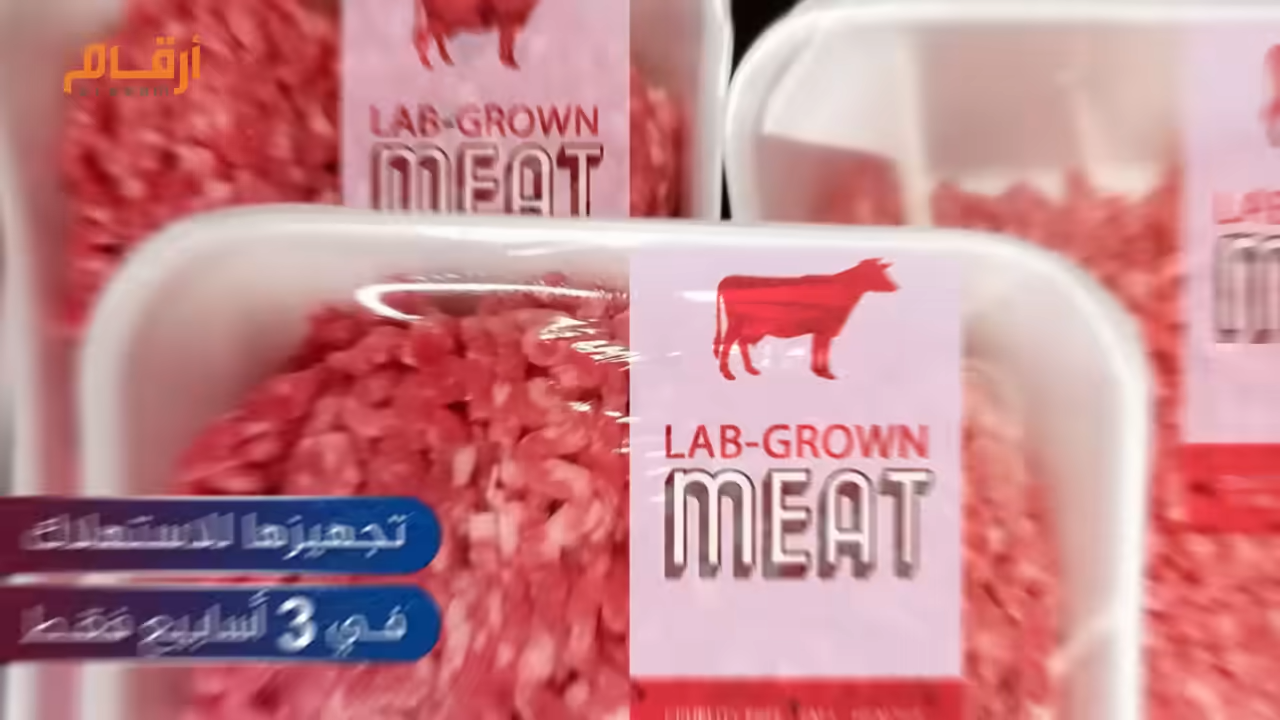 أرقام
LAB-GROWN
MEAT
LAB-GROWN
MEAT
تجهيزها للاستهلاك
في 3 أسابيع فقط